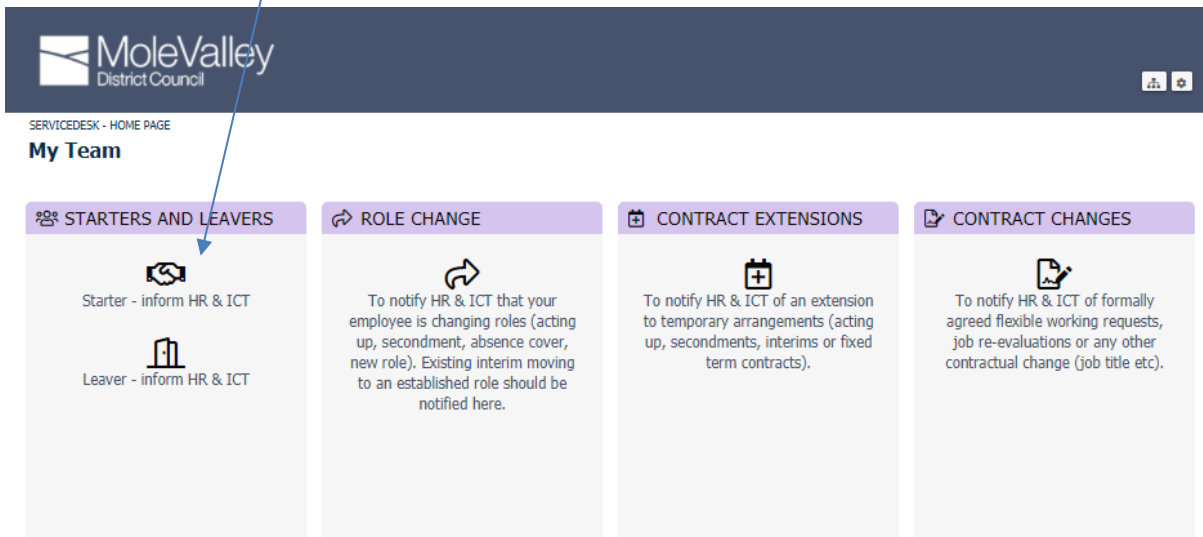 MoleValley
District Council
SERVICEDESK - HOME PAGE
My Team
STARTERS AND LEAVERS
Starter - inform HR & ICT
Leaver - inform HR & ICT
ROLE CHANGE
To notify HR & ICT that your
employee is changing roles (acting
up, secondment, absence cover,
new role). Existing interim moving
to an established role should be
notified here.
CONTRACT EXTENSIONS
To notify HR & ICT of an extension
to temporary arrangements (acting
up, secondments, interims or fixed
term contracts).
CONTRACT CHANGES
To notify HR & ICT of formally
agreed flexible working requests,
job re-evaluations or any other
contractual change (job title etc).